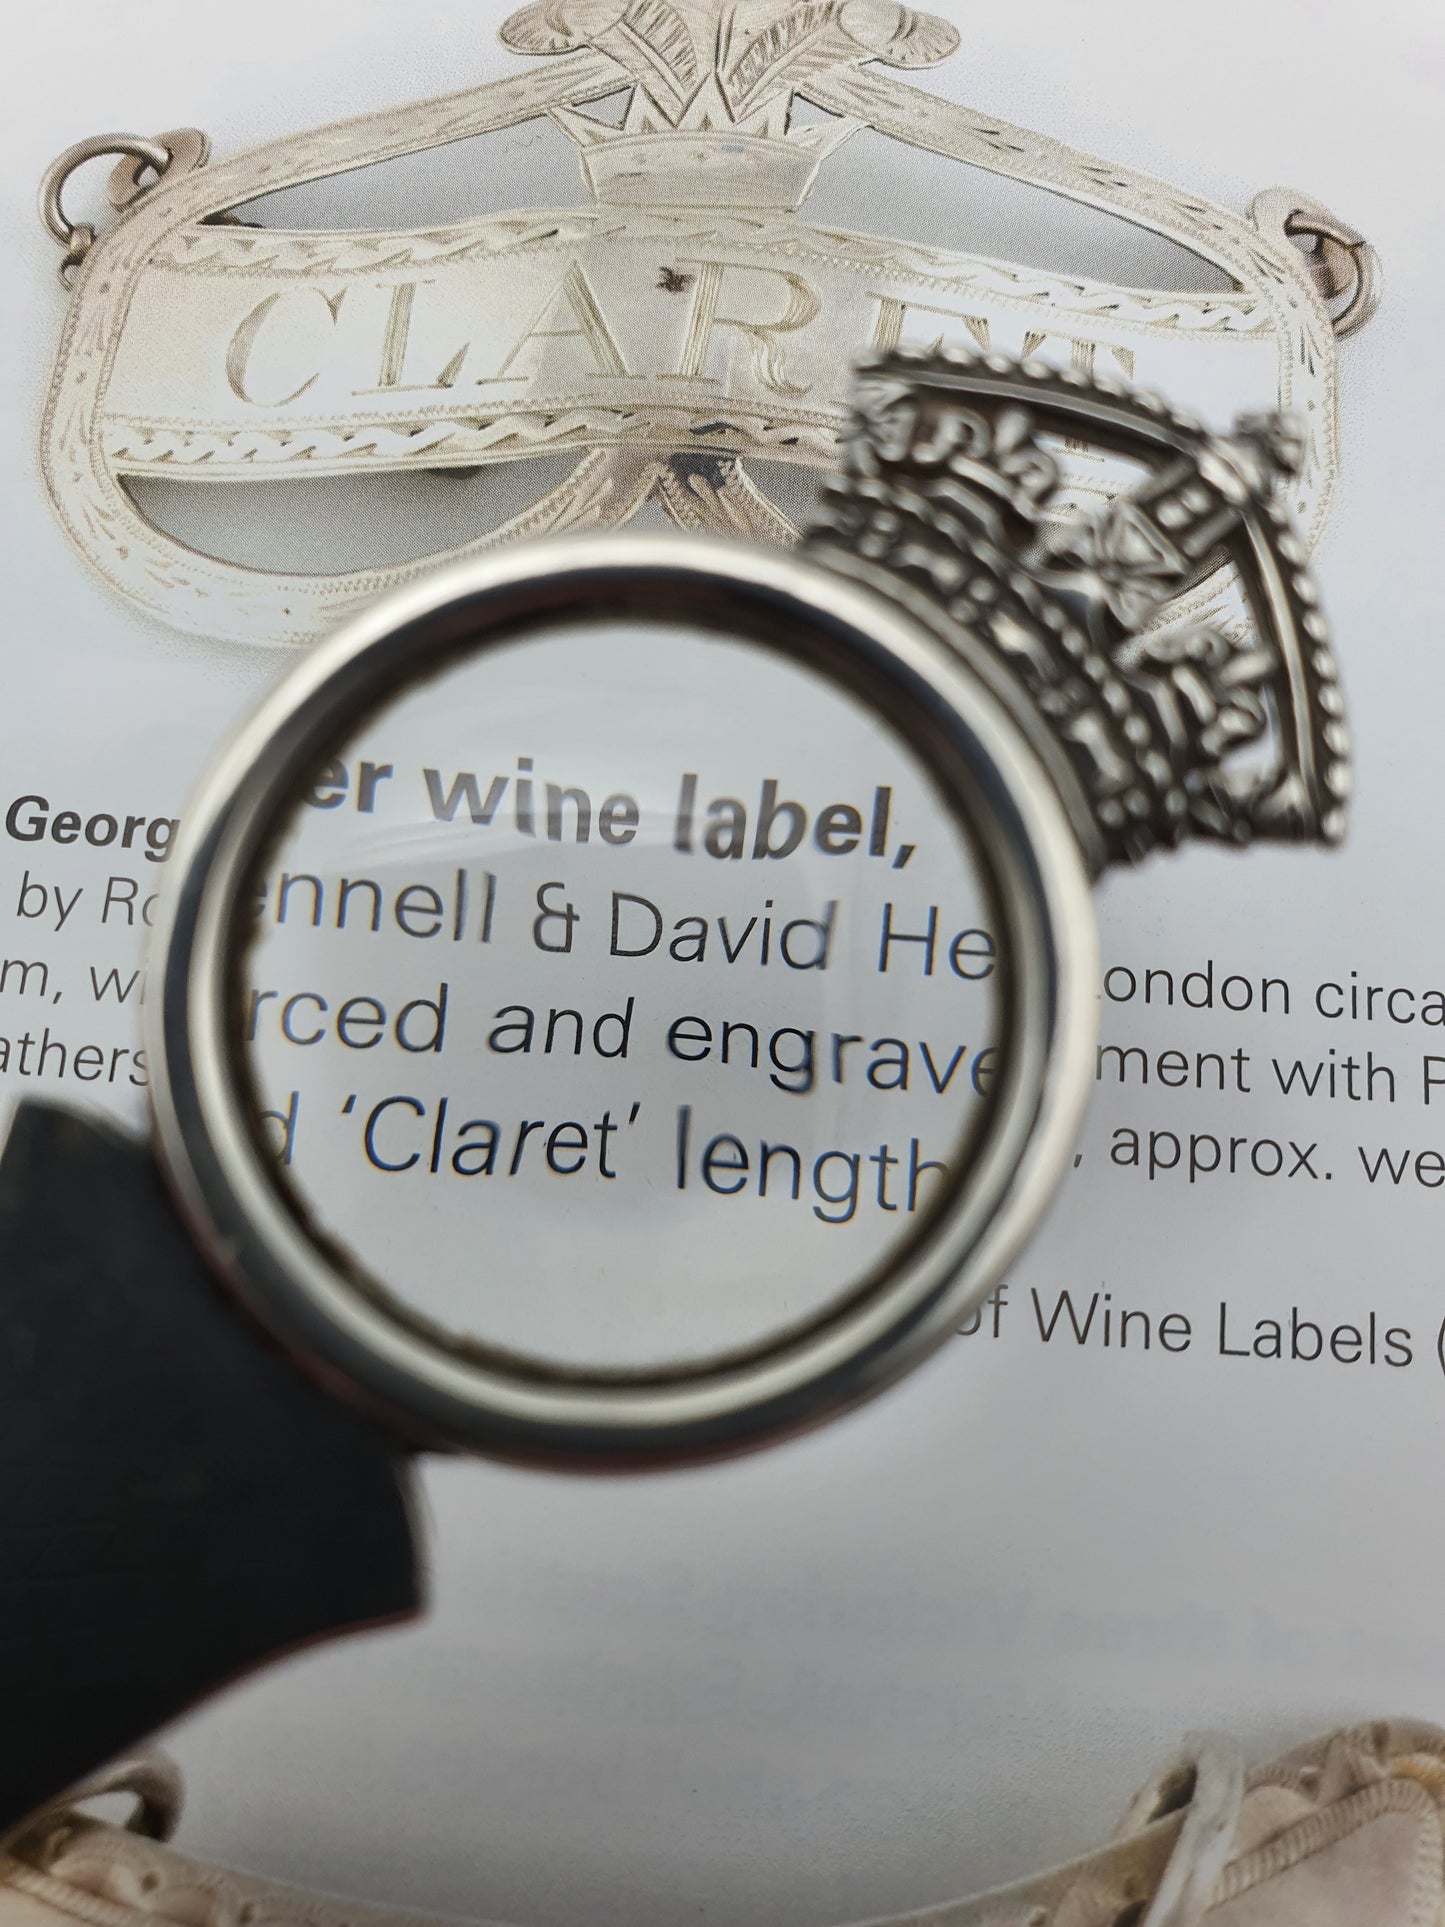 CLARET
Georg er wine label,
by Ro nnell & David He ondon circa
m, wi rced and engrave ment with P
athers d ‘Claret’ length , approx. we
of Wine Labels (